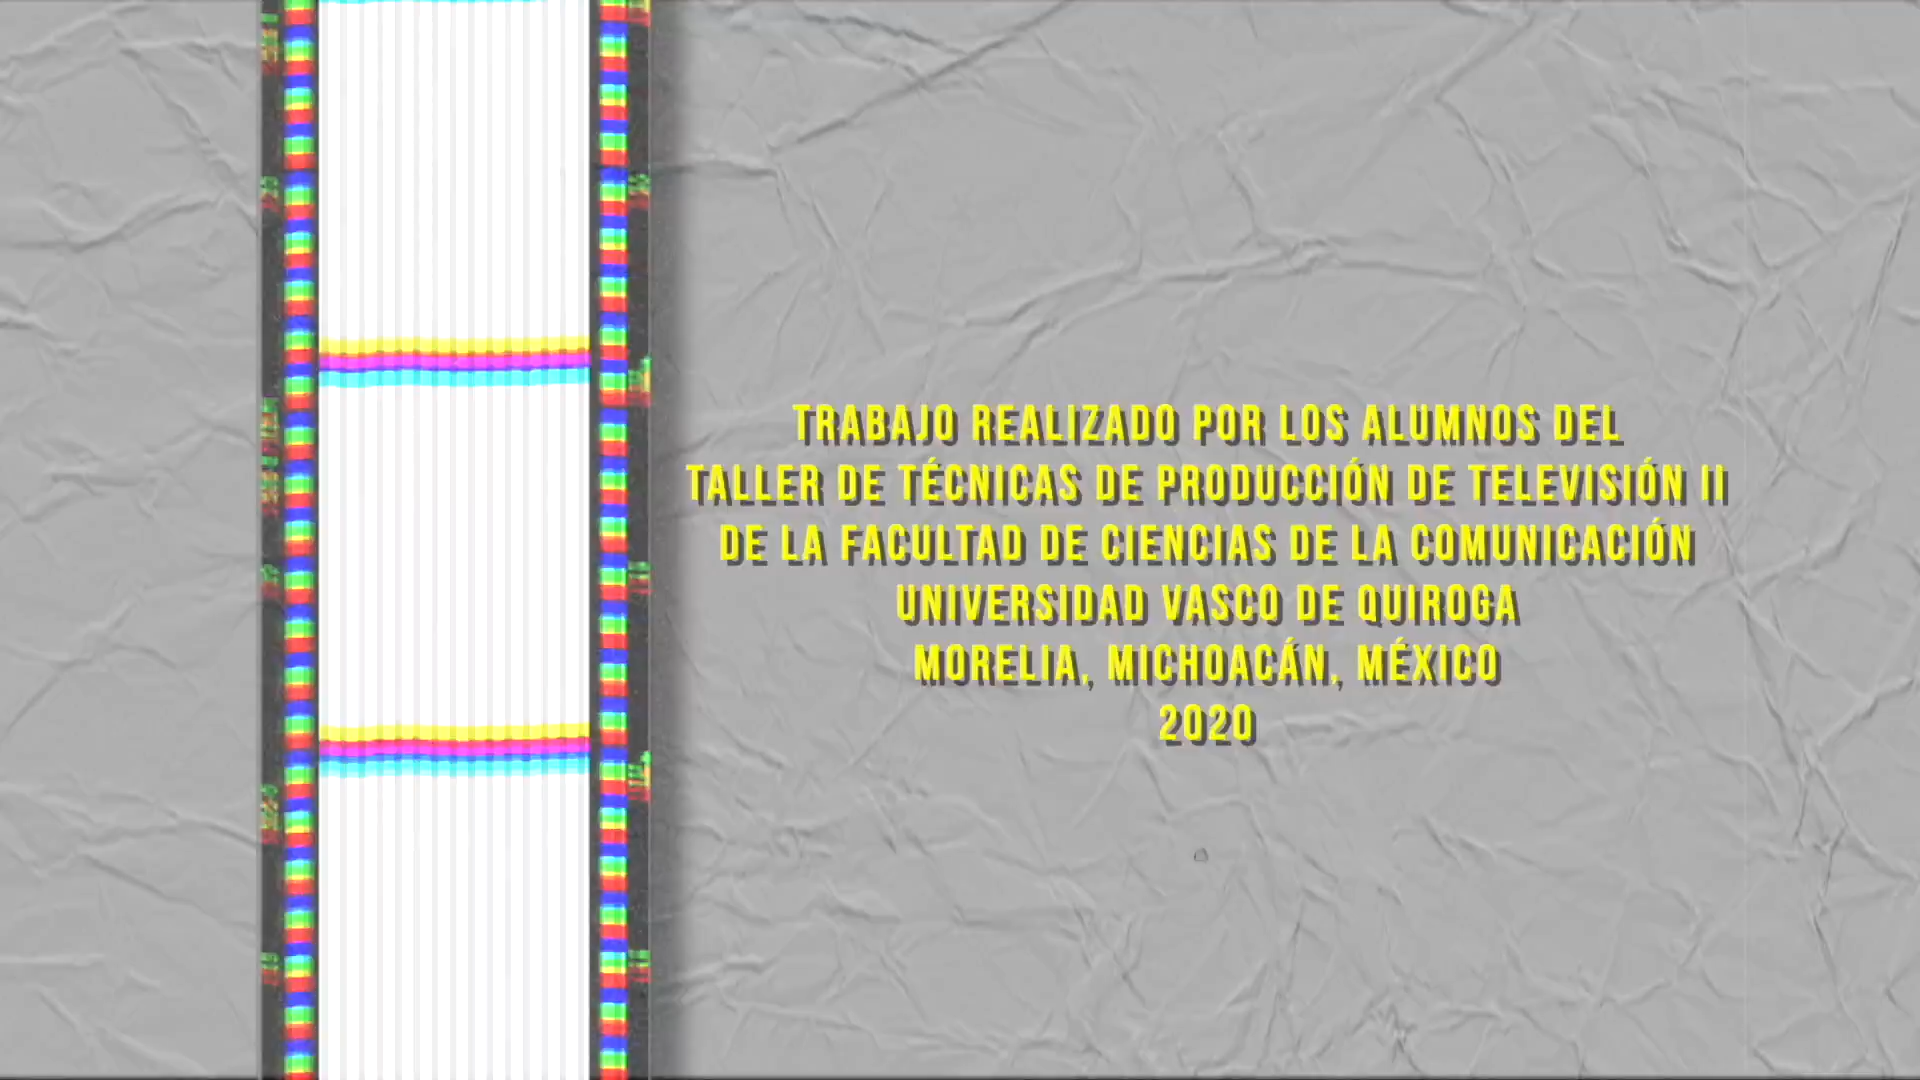 TRABAJO REALIZADO POR LOS ALUMNOS DEL
TALLER DE TÉCNICAS DE PRODUCCIÓN DE TELEVISIÓN II
DE LA FACULTAD DE CIENCIAS DE LA COMUNICACIÓN
UNIVERSIDAD VASCO DE QUIROGA
MORELIA, MICHOACÁN, MÉXICO
2020